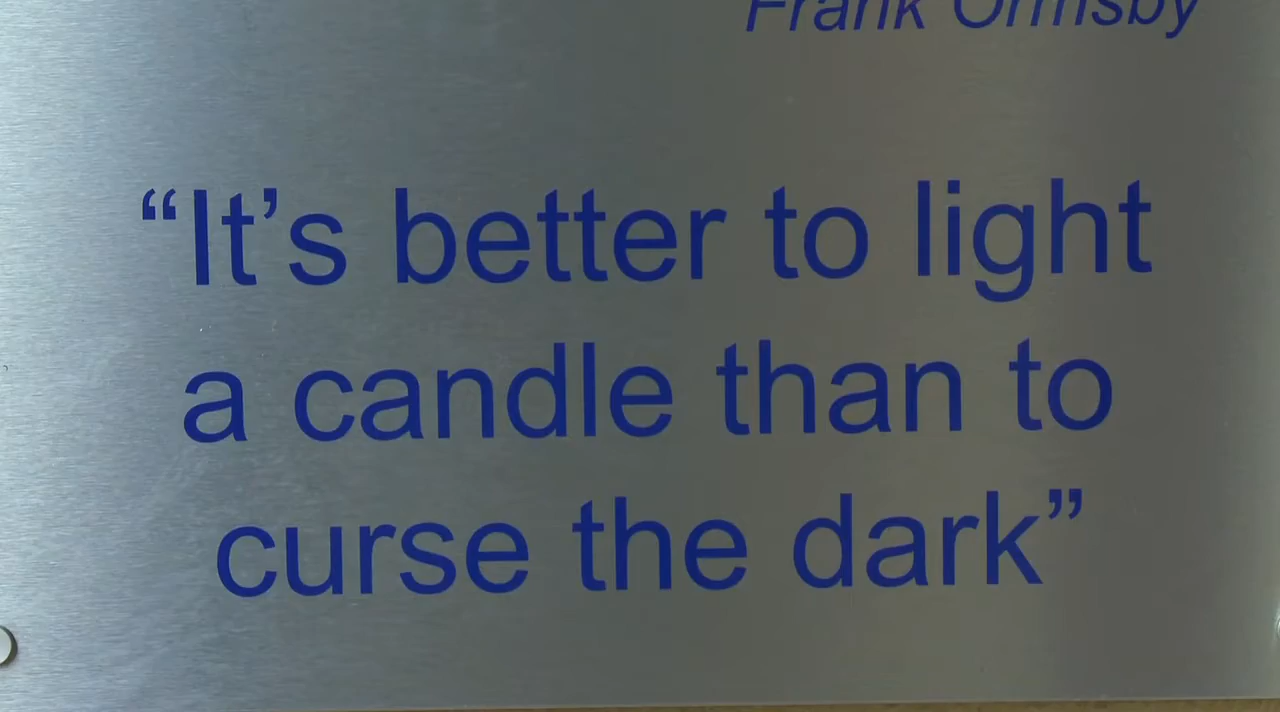 Frank Ormsby
“It’s better to light
a candle than to
curse the dark”